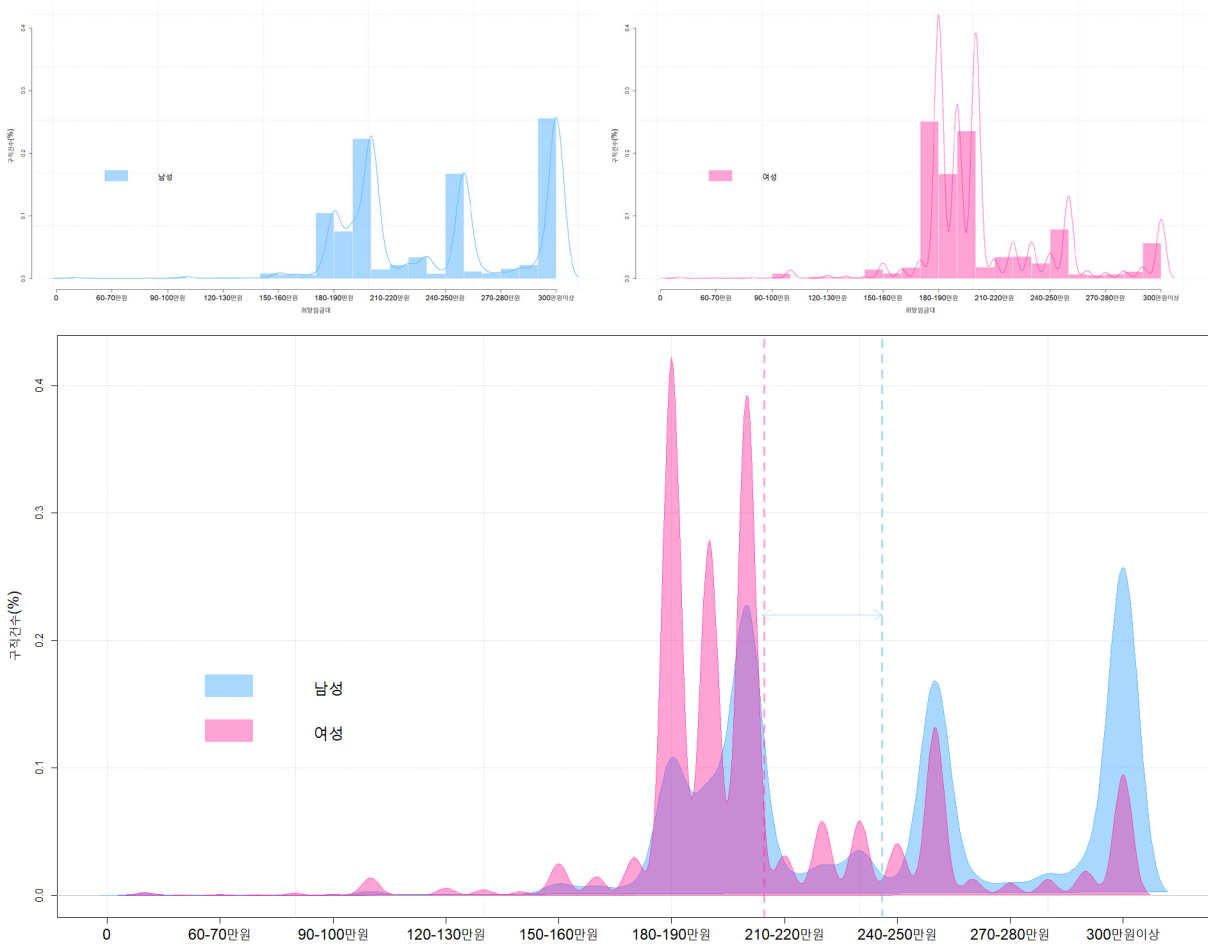 0.4
0.3
0.2
0.1
0.0
구직건수(%)
남성
0
60-70만원
90-100만원
120-130만원
150-160만원
180-190만원
210-220만원
240-250만원
270-280만원
300만원이상
희망임금대
0.4
0.3
0.2
0.1
0.0
구직건수(%)
여성
0
60-70만원
90-100만원
120-130만원
150-160만원
180-190만원
210-220만원
240-250만원
270-280만원
300만원이상
희망임금대
0.4
0.3
0.2
0.1
0.0
구직건수(%)
남성
여성
0
60-70만원
90-100만원
120-130만원
150-160만원
180-190만원
210-220만원
240-250만원
270-280만원
300만원이상